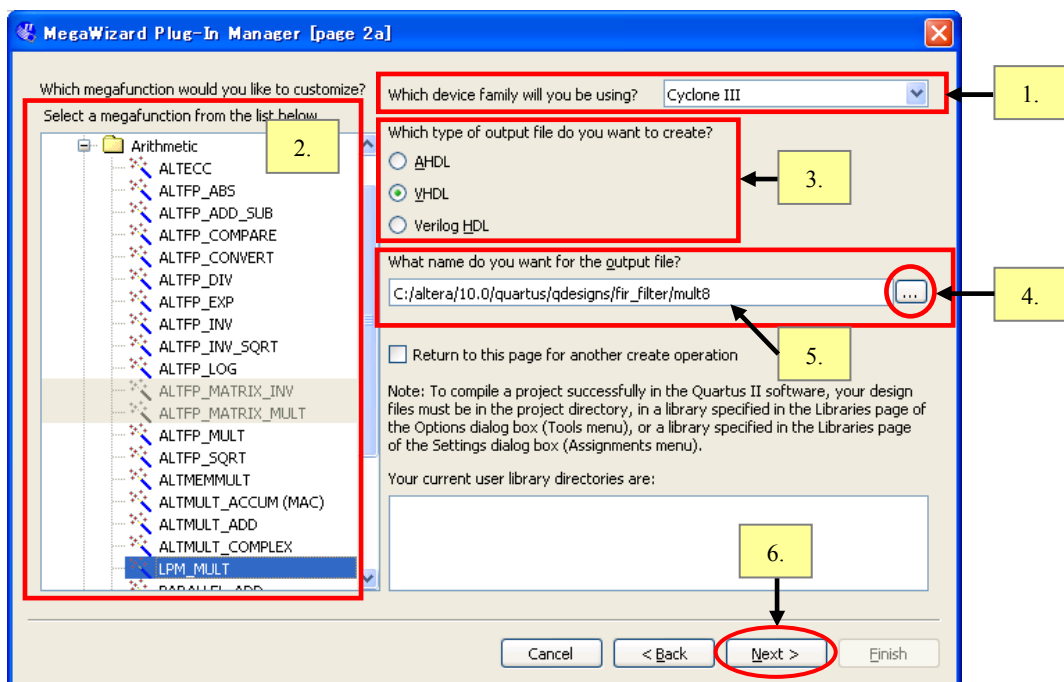 MegaWizard Plug-In Manager [page 2a]
Which megafunction would you like to customize?
Select a megafunction from the list below
2.
Arithmetic
ALTECC
ALTFP_ABS
ALTFP_ADD_SUB
ALTFP_COMPARE
ALTFP_CONVERT
ALTFP_DIV
ALTFP_EXP
ALTFP_INV
ALTFP_INV_SQRT
ALTFP_LOG
ALTFP_MATRIX_INV
ALTFP_MATRIX_MULT
ALTFP_MULT
ALTFP_SQRT
ALTMEMMULT
ALTMULT_ACCUM (MAC)
ALTMULT_ADD
ALTMULT_COMPLEX
LPM_MULT
PARALLEL_ADD
Which device family will you be using? Cyclone III
1.
Which type of output file do you want to create?
AHDL
VHDL
Verilog HDL
3.
What name do you want for the output file?
C:/altera/10.0/quartus/qdesigns/fir_filter/mult8
...
4.
5.
Return to this page for another create operation
Note: To compile a project successfully in the Quartus II software, your design
files must be in the project directory, in a library specified in the Libraries page of
the Options dialog box (Tools menu), or a library specified in the Libraries page
of the Settings dialog box (Assignments menu).
Your current user library directories are:
6.
Cancel
< Back
Next >
Finish